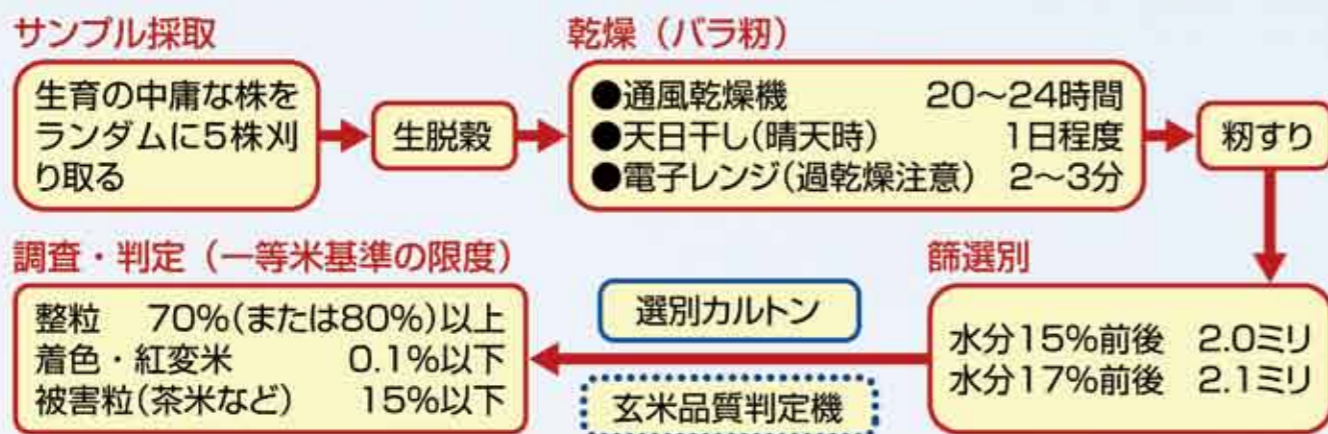 サンプル採取
生育の中庸な株を
ランダムに5株刈
り取る
生脱穀
乾燥（バラ籾）
●通風乾燥機 20～24時間
●天日干し(晴天時) 1日程度
●電子レンジ(過乾燥注意) 2～3分
籾すり
篩選別
水分15%前後 2.0ミリ
水分17%前後 2.1ミリ
選別カルトン
玄米品質判定機
調査・判定（一等米基準の限度）
整粒 70%(または80%)以上
着色・紅変米 0.1%以下
被害粒(茶米など) 15%以下